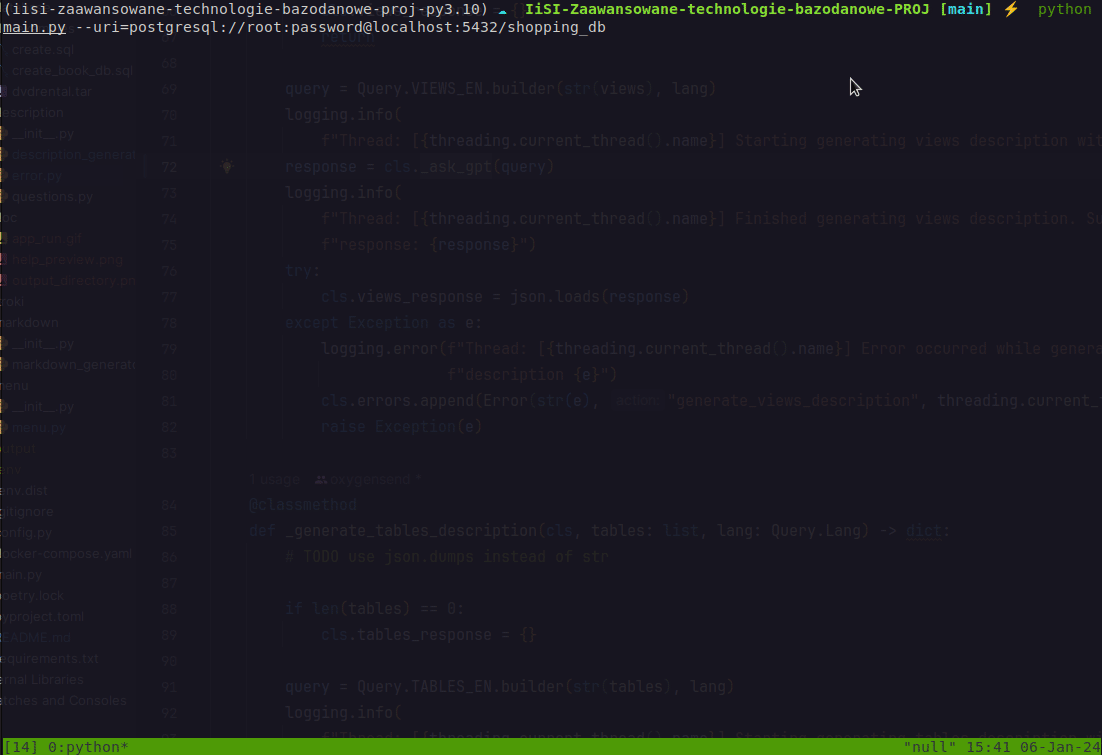 (iisi-zaawansowane-technologie-bazodanowe-proj-py3.10) ☁ IiSI-Zaawansowane-technologie-bazodanowe-PROJ [main] ⚡ python
main.py --uri=postgresql://root:password@localhost:5432/shopping_db
create.sql
68
create_book_db.sql
69 query = Query.VIEWS_EN.builder(str(views), lang)
dvdrental.tar
70 logging.info(
escription
71 f"Thread: [{threading.current_thread().name}] Starting generating views description wit
__init__.py
description_generat
72 response = cls._ask_gpt(query)
error.py
73 logging.info(
questions.py
74 f"Thread: [{threading.current_thread().name}] Finished generating views description. Su
oc
app_run.gif
75 f"response: {response}")
help_preview.png
76 try:
output_directory.pn
77 cls.views_response = json.loads(response)
roki
78 except Exception as e:
narkdown
__init__.py
79 logging.error(f"Thread: [{threading.current_thread().name}] Error occurred while genera
markdown_generato
80 f"description {e}")
nenu
81 cls.errors.append(Error(str(e), action: "generate_views_description", threading.current_
__init__.py
82 raise Exception(e)
menu.py
utput
83
env
1 usage oxygensend *
env.dist
84 @classmethod
gitignore
85 def _generate_tables_description(cls, tables: list, lang: Query.Lang) -> dict:
onfig.py
86 # TODO use json.dumps instead of str
ocker-compose.yaml
87
nain.py
88 if len(tables) == 0:
oetry.lock
yproject.toml
89 cls.tables_response = {}
EADME.md
90
equirements.txt
91 query = Query.TABLES_EN.builder(str(tables), lang)
ernal Libraries
92 logging.info(
atches and Consoles
[14] 0:python* "null" 15:41 06-Jan-24